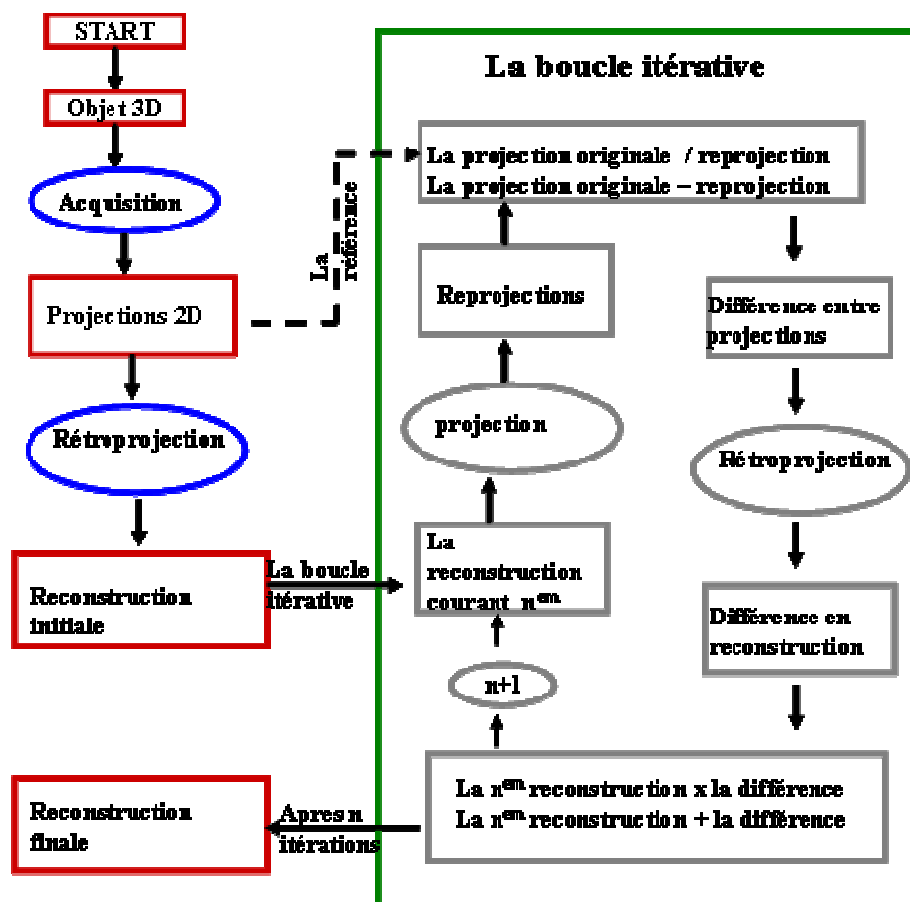 START
Objet 3D
Acquisition
Projections 2D
Rétroprojection
Reconstruction
initiale
Reconstruction
finale
La
référence
La boucle
itérative
Apres n
itérations
La boucle itérative
La projection originale / reprojection
La projection originale – reprojection
Reprojections
projection
La
reconstruction
courant n^em
n+1
Différence entre
projections
Rétroprojection
Différence en
reconstruction
La n^em reconstruction x la différence
La n^em reconstruction + la différence